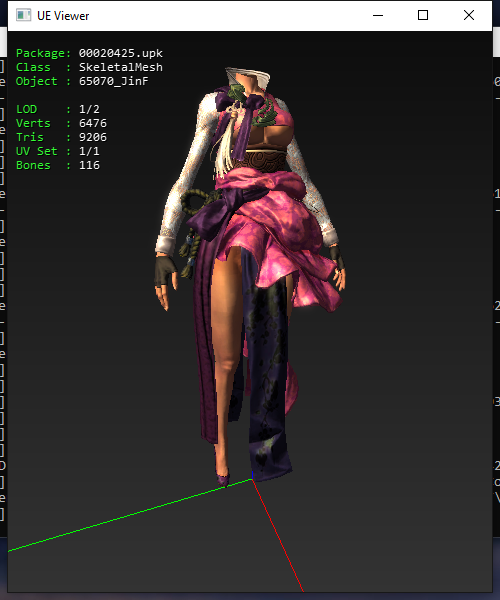 UE Viewer
Package: 00020425.upk
Class : SkeletalMesh
Object : 65070_JinF
LOD : 1/2
Verts : 6476
Tris : 9206
UV Set : 1/1
Bones : 116